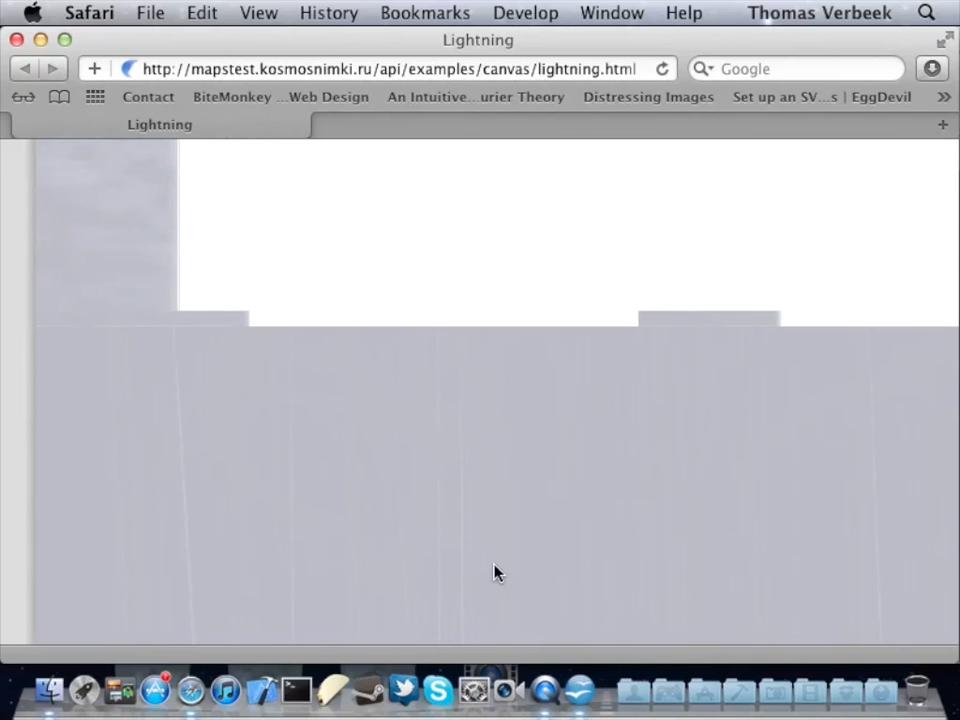 Safari File Edit View History Bookmarks Develop Window Help Thomas Verbeek
Lightning
http://mapstest.kosmosnimki.ru/api/examples/canvas/lightning.html Google
Contact BiteMonkey ...Web Design An Intuitive...urier Theory Distressing Images Set up an SV...s | EggDevil
Lightning